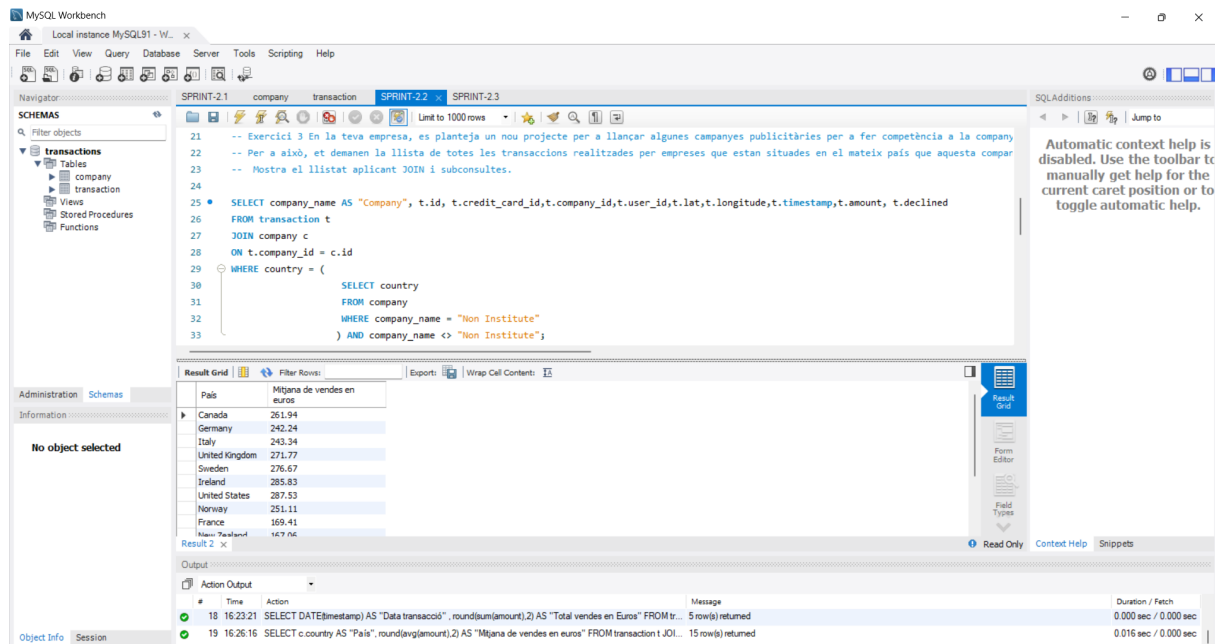 MySQL Workbench
Local instance MySQL91 - W...
File Edit View Query Database Server Tools Scripting Help
Navigator
SCHEMAS
Filter objects
transactions
Tables
company
transaction
Views
Stored Procedures
Functions
Administration Schemas
Information
No object selected
Object Info Session
SPRINT-2.1 company transaction SPRINT-2.2 SPRINT-2.3
Limit to 1000 rows
21 -- Exercici 3 En la teva empresa, es planteja un nou projecte per a llançar algunes campanyes publicitàries per a fer competència a la company
22 -- Per a això, et demanen la llista de totes les transaccions realitzades per empreses que estan situades en el mateix país que aquesta compar
23 -- Mostra el llistat aplicant JOIN i subconsultes.
24
25 SELECT company_name AS "Company", t.id, t.credit_card_id,t.company_id,t.user_id,t.lat,t.longitude,t.timestamp,t.amount, t.declined
26 FROM transaction t
27 JOIN company c
28 ON t.company_id = c.id
29 WHERE country = (
30 SELECT country
31 FROM company
32 WHERE company_name = "Non Institute"
33 ) AND company_name <> "Non Institute";
Result Grid Filter Rows: Export: Wrap Cell Content:
País Mitjana de vendes en euros
Canada 261.94
Germany 242.24
Italy 243.34
United Kingdom 271.77
Sweden 276.67
Ireland 285.83
United States 287.53
Norway 251.11
France 169.41
New Zealand 167.06
Result Grid
Form Editor
Field Types
Result 2 Read Only
Output
Action Output
# Time Action Message Duration / Fetch
18 16:23:21 SELECT DATE(timestamp) AS "Data transacció" , round(sum(amount),2) AS "Total vendes en Euros" FROM tr... 5 row(s) returned 0.000 sec / 0.000 sec
19 16:26:16 SELECT c.country AS "País", round(avg(amount),2) AS "Mitjana de vendes en euros" FROM transaction t JOI... 15 row(s) returned 0.016 sec / 0.000 sec
SQLAdditions
Jump to
Automatic context help is
disabled. Use the toolbar to
manually get help for the
current caret position or to
toggle automatic help.
Context Help Snippets